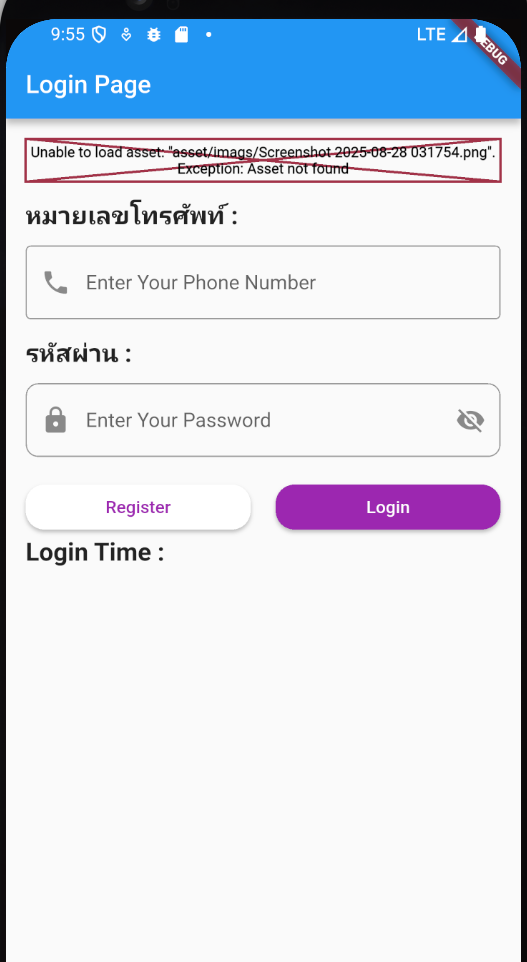 9:55
LTE
DEBUG
Login Page
Unable to load asset: "asset/imags/Screenshot 2025-08-28 031754.png".
Exception: Asset not found
หมายเลขโทรศัพท์ :
Enter Your Phone Number
รหัสผ่าน :
Enter Your Password
Register
Login
Login Time :